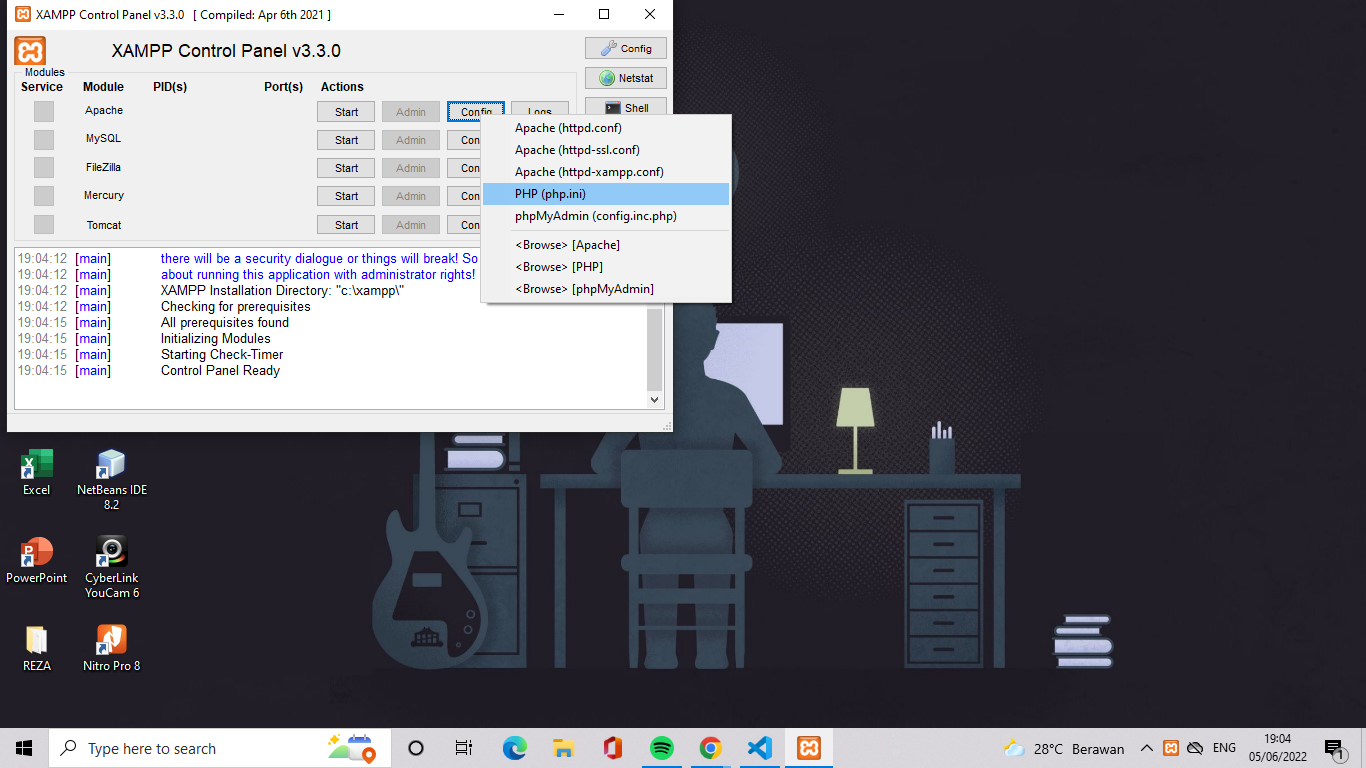 XAMPP Control Panel v3.3.0 [ Compiled: Apr 6th 2021 ]
XAMPP Control Panel v3.3.0
Config
Netstat
Shell
Modules
Service Module PID(s) Port(s) Actions
Apache Start Admin Config Logs
MySQL Start Admin Con
FileZilla Start Admin Con
Mercury Start Admin Con
Tomcat Start Admin Con
Apache (httpd.conf)
Apache (httpd-ssl.conf)
Apache (httpd-xampp.conf)
PHP (php.ini)
phpMyAdmin (config.inc.php)
<Browse> [Apache]
<Browse> [PHP]
<Browse> [phpMyAdmin]
19:04:12 [main] there will be a security dialogue or things will break! So
19:04:12 [main] about running this application with administrator rights!
19:04:12 [main] XAMPP Installation Directory: "c:\xampp\"
19:04:12 [main] Checking for prerequisites
19:04:15 [main] All prerequisites found
19:04:15 [main] Initializing Modules
19:04:15 [main] Starting Check-Timer
19:04:15 [main] Control Panel Ready
Excel
NetBeans IDE
8.2
PowerPoint
CyberLink
YouCam 6
REZA
Nitro Pro 8
Type here to search
28°C Berawan
ENG
19:04
05/06/2022
1